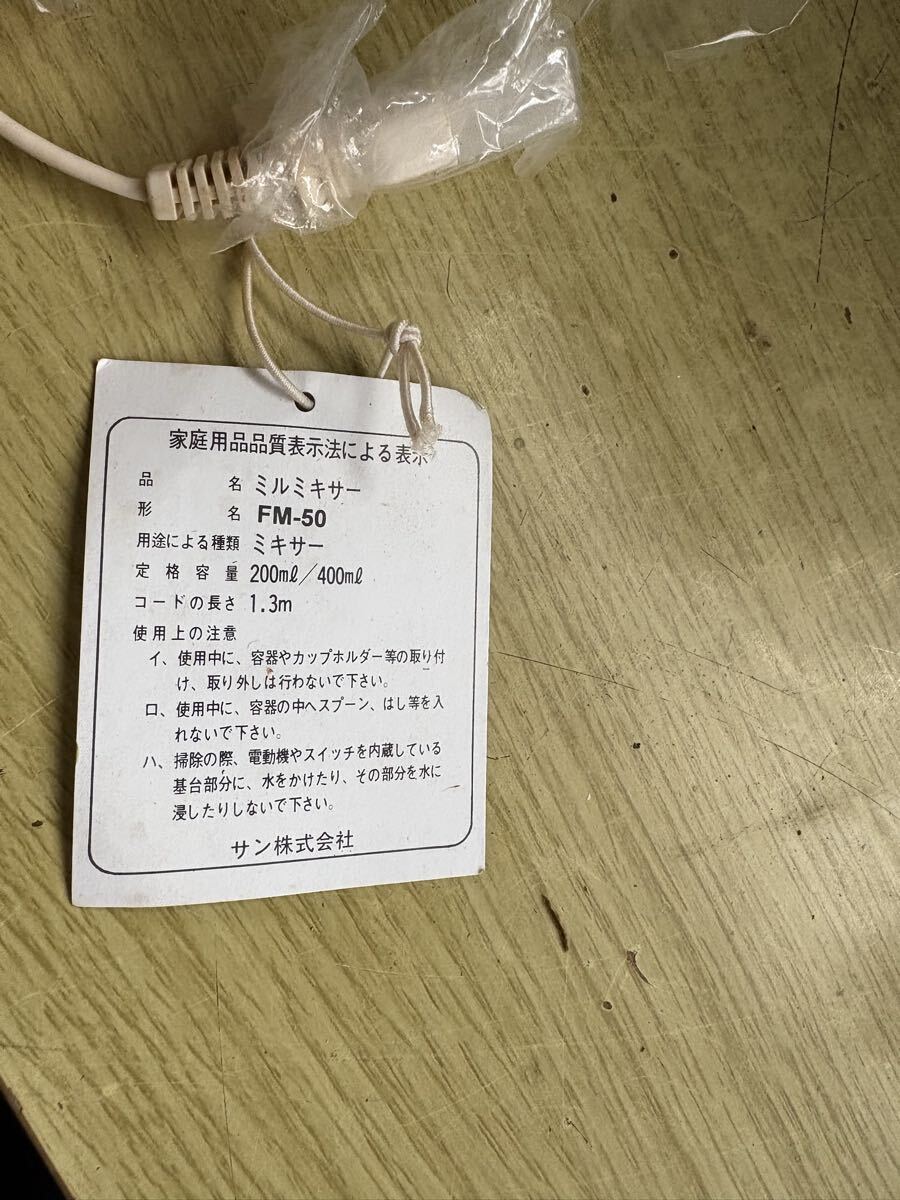 家庭用品品質表示法による表示
品名 ミルミキサー
形名 FM-50
用途による種類 ミキサー
定格容量 200mℓ/400mℓ
コードの長さ 1.3m
使用上の注意
イ、使用中に、容器やカップホルダー等の取り付
け、取り外しは行わないで下さい。
ロ、使用中に、容器の中へスプーン、はし等を入
れないで下さい。
ハ、掃除の際、電動機やスイッチを内蔵している
基台部分に、水をかけたり、その部分を水に
浸したりしないで下さい。
サン株式会社